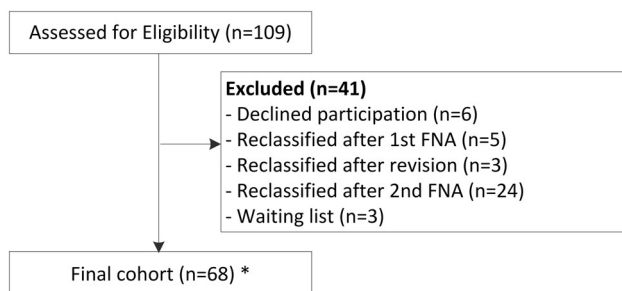 Assessed for Eligibility (n=109)
Excluded (n=41)
- Declined participation (n=6)
- Reclassified after 1st FNA (n=5)
- Reclassified after revision (n=3)
- Reclassified after 2nd FNA (n=24)
- Waiting list (n=3)
Final cohort (n=68) *